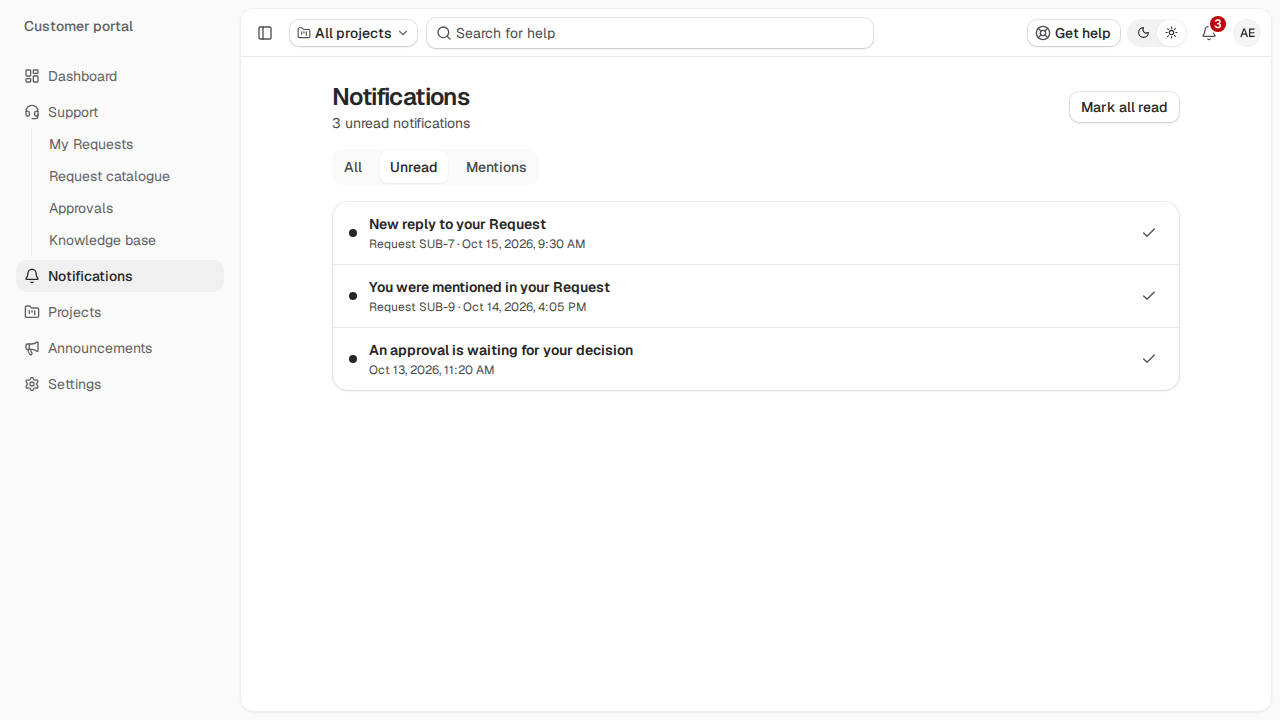 Customer portal
Dashboard
Support
My Requests
Request catalogue
Approvals
Knowledge base
Notifications
Projects
Announcements
Settings
All projects
Search for help
Get help
3
AE
Notifications
3 unread notifications
Mark all read
All
Unread
Mentions
New reply to your Request
Request SUB-7 · Oct 15, 2026, 9:30 AM
You were mentioned in your Request
Request SUB-9 · Oct 14, 2026, 4:05 PM
An approval is waiting for your decision
Oct 13, 2026, 11:20 AM